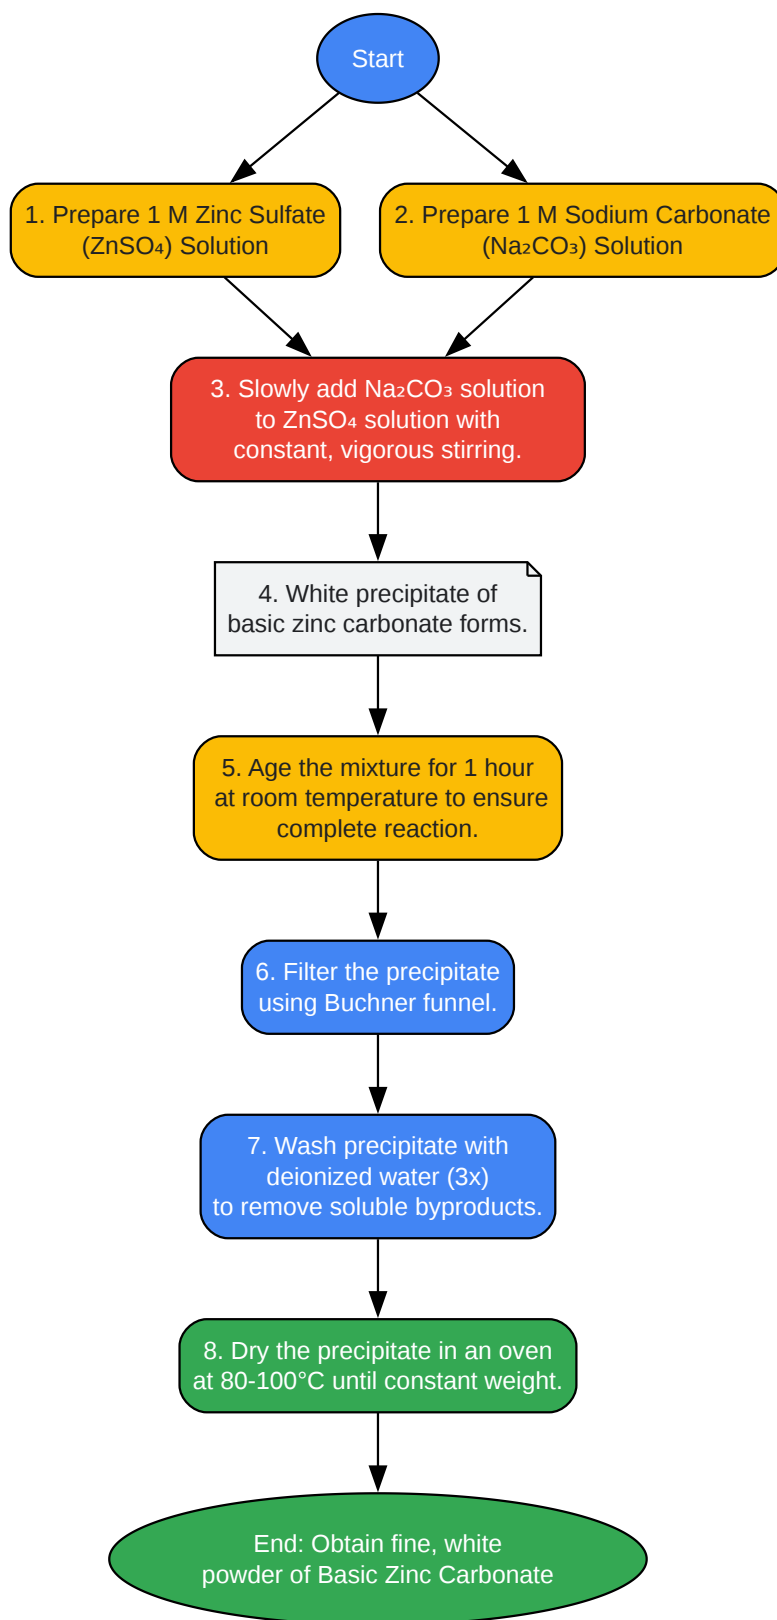 Start
1. Prepare 1 M Zinc Sulfate
(ZnSO₄) Solution
2. Prepare 1 M Sodium Carbonate
(Na₂CO₃) Solution
3. Slowly add Na₂CO₃ solution
to ZnSO₄ solution with
constant, vigorous stirring.
4. White precipitate of
basic zinc carbonate forms.
5. Age the mixture for 1 hour
at room temperature to ensure
complete reaction.
6. Filter the precipitate
using Buchner funnel.
7. Wash precipitate with
deionized water (3x)
to remove soluble byproducts.
8. Dry the precipitate in an oven
at 80-100°C until constant weight.
End: Obtain fine, white
powder of Basic Zinc Carbonate